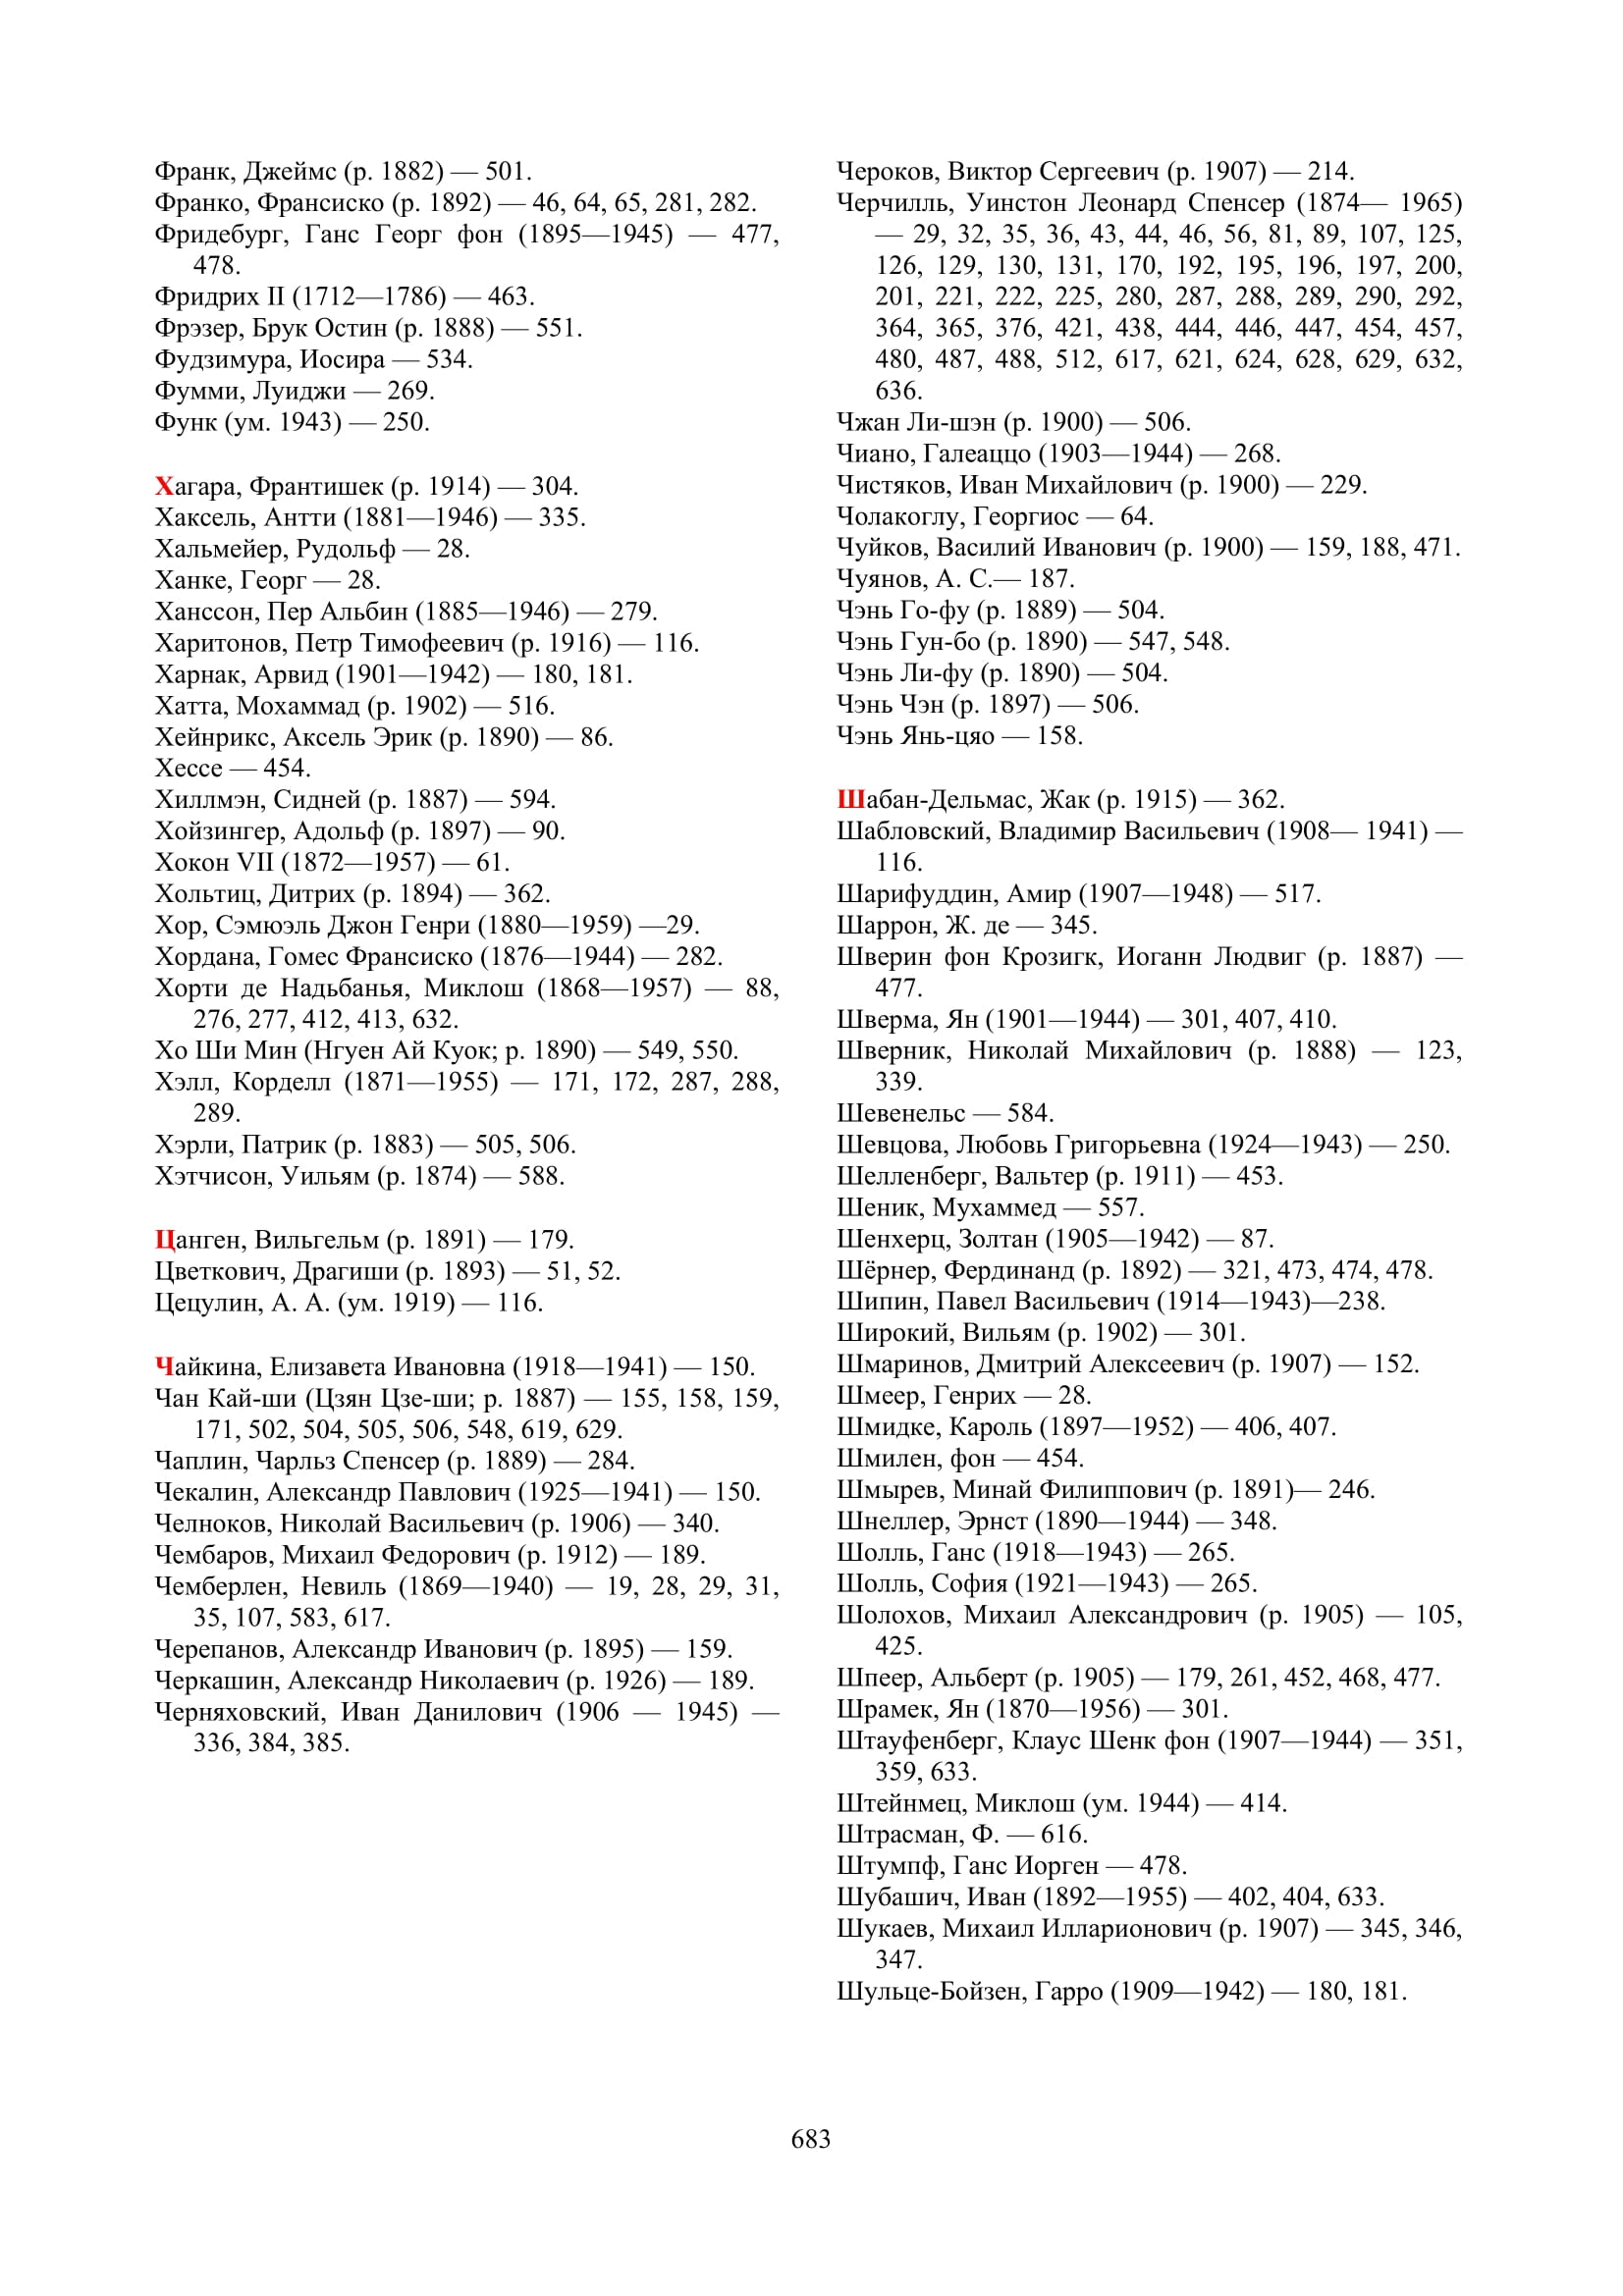 Франк, Джеймс (р. 1882) — 501.
Франко, Франсиско (р. 1892) — 46, 64, 65, 281, 282.
Фридебург, Ганс Георг фон (1895—1945) — 477,
478.
Фридрих II (1712—1786) — 463.
Фрэзер, Брук Остин (р. 1888) — 551.
Фудзимура, Иосира — 534.
Фумми, Луиджи — 269.
Функ (ум. 1943) — 250.
Хагара, Франтишек (р. 1914) — 304.
Хаксель, Антти (1881—1946) — 335.
Хальмейер, Рудольф — 28.
Ханке, Георг — 28.
Ханссон, Пер Альбин (1885—1946) — 279.
Харитонов, Петр Тимофеевич (р. 1916) — 116.
Харнак, Арвид (1901—1942) — 180, 181.
Хатта, Мохаммад (р. 1902) — 516.
Хейнрикс, Аксель Эрик (р. 1890) — 86.
Хессе — 454.
Хиллмэн, Сидней (р. 1887) — 594.
Хойзингер, Адольф (р. 1897) — 90.
Хокон VII (1872—1957) — 61.
Хольтиц, Дитрих (р. 1894) — 362.
Хор, Сэмюэль Джон Генри (1880—1959) —29.
Хордана, Гомес Франсиско (1876—1944) — 282.
Хорти де Надьбанья, Миклош (1868—1957) — 88,
276, 277, 412, 413, 632.
Хо Ши Мин (Нгуен Ай Куок; р. 1890) — 549, 550.
Хэлл, Корделл (1871—1955) — 171, 172, 287, 288,
289.
Хэрли, Патрик (р. 1883) — 505, 506.
Хэтчисон, Уильям (р. 1874) — 588.
Цанген, Вильгельм (р. 1891) — 179.
Цветкович, Драгиши (р. 1893) — 51, 52.
Цецулин, А. А. (ум. 1919) — 116.
Чайкина, Елизавета Ивановна (1918—1941) — 150.
Чан Кай-ши (Цзян Цзе-ши; р. 1887) — 155, 158, 159,
171, 502, 504, 505, 506, 548, 619, 629.
Чаплин, Чарльз Спенсер (р. 1889) — 284.
Чекалин, Александр Павлович (1925—1941) — 150.
Челноков, Николай Васильевич (р. 1906) — 340.
Чембаров, Михаил Федорович (р. 1912) — 189.
Чемберлен, Невиль (1869—1940) — 19, 28, 29, 31,
35, 107, 583, 617.
Черепанов, Александр Иванович (р. 1895) — 159.
Черкашин, Александр Николаевич (р. 1926) — 189.
Черняховский, Иван Данилович (1906 — 1945) —
336, 384, 385.
Чероков, Виктор Сергеевич (р. 1907) — 214.
Черчилль, Уинстон Леонард Спенсер (1874— 1965)
— 29, 32, 35, 36, 43, 44, 46, 56, 81, 89, 107, 125,
126, 129, 130, 131, 170, 192, 195, 196, 197, 200,
201, 221, 222, 225, 280, 287, 288, 289, 290, 292,
364, 365, 376, 421, 438, 444, 446, 447, 454, 457,
480, 487, 488, 512, 617, 621, 624, 628, 629, 632,
636.
Чжан Ли-шэн (р. 1900) — 506.
Чиано, Галеаццо (1903—1944) — 268.
Чистяков, Иван Михайлович (р. 1900) — 229.
Чолакоглу, Георгиос — 64.
Чуйков, Василий Иванович (р. 1900) — 159, 188, 471.
Чуянов, А. С.— 187.
Чэнь Го-фу (р. 1889) — 504.
Чэнь Гун-бо (р. 1890) — 547, 548.
Чэнь Ли-фу (р. 1890) — 504.
Чэнь Чэн (р. 1897) — 506.
Чэнь Янь-цяо — 158.
Шабан-Дельмас, Жак (р. 1915) — 362.
Шабловский, Владимир Васильевич (1908— 1941) —
116.
Шарифуддин, Амир (1907—1948) — 517.
Шаррон, Ж. де — 345.
Шверин фон Крозигк, Иоганн Людвиг (р. 1887) —
477.
Шверма, Ян (1901—1944) — 301, 407, 410.
Шверник, Николай Михайлович (р. 1888) — 123,
339.
Шевенельс — 584.
Шевцова, Любовь Григорьевна (1924—1943) — 250.
Шелленберг, Вальтер (р. 1911) — 453.
Шеник, Мухаммед — 557.
Шенхерц, Золтан (1905—1942) — 87.
Шёрнер, Фердинанд (р. 1892) — 321, 473, 474, 478.
Шипин, Павел Васильевич (1914—1943)—238.
Широкий, Вильям (р. 1902) — 301.
Шмаринов, Дмитрий Алексеевич (р. 1907) — 152.
Шмеер, Генрих — 28.
Шмидке, Кароль (1897—1952) — 406, 407.
Шмилен, фон — 454.
Шмырев, Минай Филиппович (р. 1891)— 246.
Шнеллер, Эрнст (1890—1944) — 348.
Шолль, Ганс (1918—1943) — 265.
Шолль, София (1921—1943) — 265.
Шолохов, Михаил Александрович (р. 1905) — 105,
425.
Шпеер, Альберт (р. 1905) — 179, 261, 452, 468, 477.
Шрамек, Ян (1870—1956) — 301.
Штауфенберг, Клаус Шенк фон (1907—1944) — 351,
359, 633.
Штейнмец, Миклош (ум. 1944) — 414.
Штрасман, Ф. — 616.
Штумпф, Ганс Иорген — 478.
Шубашич, Иван (1892—1955) — 402, 404, 633.
Шукаев, Михаил Илларионович (р. 1907) — 345, 346,
347.
Шульце-Бойзен, Гарро (1909—1942) — 180, 181.
683